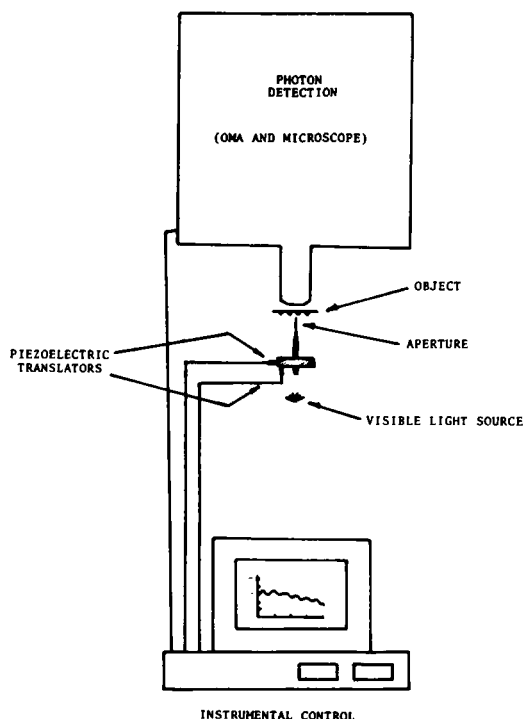 PHOTON
DETECTION
(OMA AND MICROSCOPE)
OBJECT
APERTURE
PIEZOELECTRIC
TRANSLATORS
VISIBLE LIGHT SOURCE
INSTRUMENTAL CONTROL